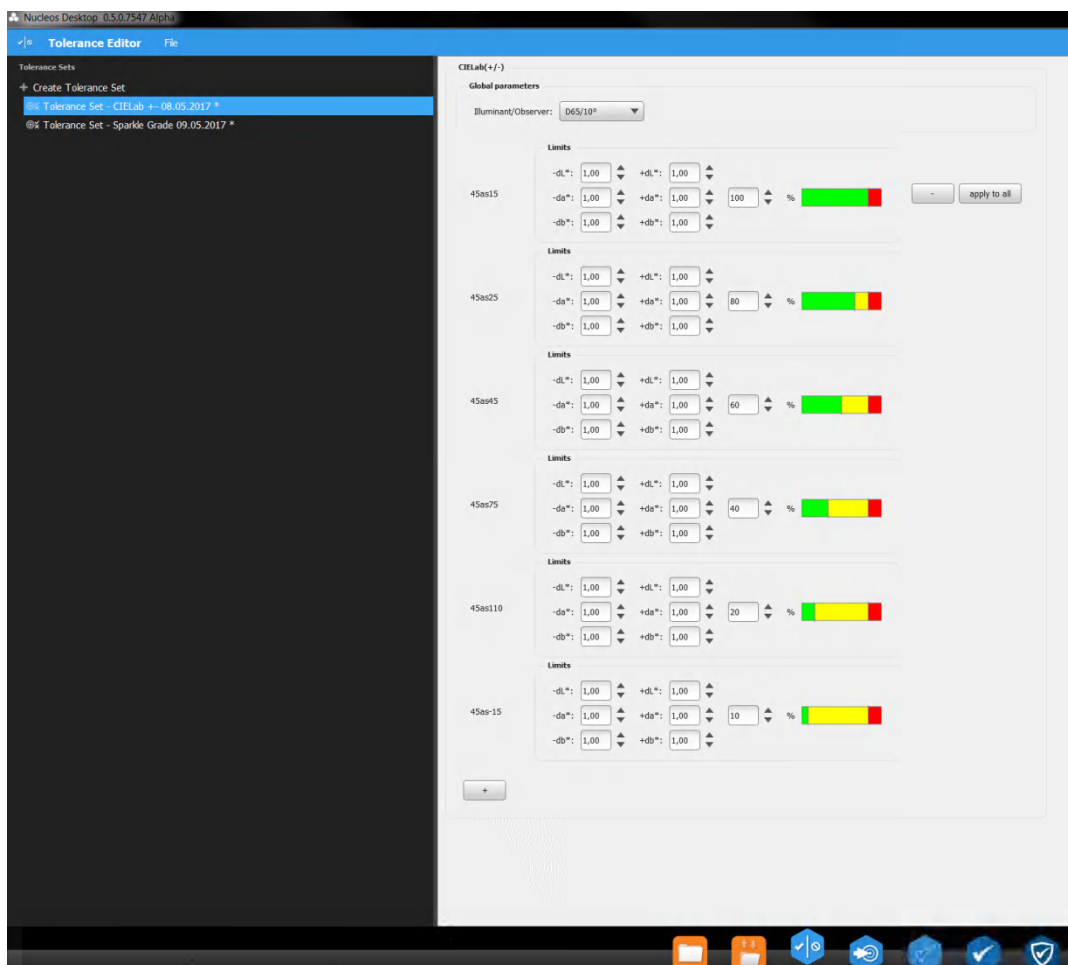 Nucleos Desktop 0.5.0.7547 Alpha
Tolerance Editor File
Tolerance Sets
+ Create Tolerance Set
Tolerance Set - CIELab +- 08.05.2017 *
Tolerance Set - Sparkle Grade 09.05.2017 *
CIELab(+/-)
Global parameters
Illuminant/Observer: D65/10°
Limits
-dL*: 1,00 +dL*: 1,00
45as15 -da*: 1,00 +da*: 1,00 100 % - apply to all
-db*: 1,00 +db*: 1,00
Limits
-dL*: 1,00 +dL*: 1,00
45as25 -da*: 1,00 +da*: 1,00 80 %
-db*: 1,00 +db*: 1,00
Limits
-dL*: 1,00 +dL*: 1,00
45as45 -da*: 1,00 +da*: 1,00 60 %
-db*: 1,00 +db*: 1,00
Limits
-dL*: 1,00 +dL*: 1,00
45as75 -da*: 1,00 +da*: 1,00 40 %
-db*: 1,00 +db*: 1,00
Limits
-dL*: 1,00 +dL*: 1,00
45as110 -da*: 1,00 +da*: 1,00 20 %
-db*: 1,00 +db*: 1,00
Limits
-dL*: 1,00 +dL*: 1,00
45as-15 -da*: 1,00 +da*: 1,00 10 %
-db*: 1,00 +db*: 1,00
+